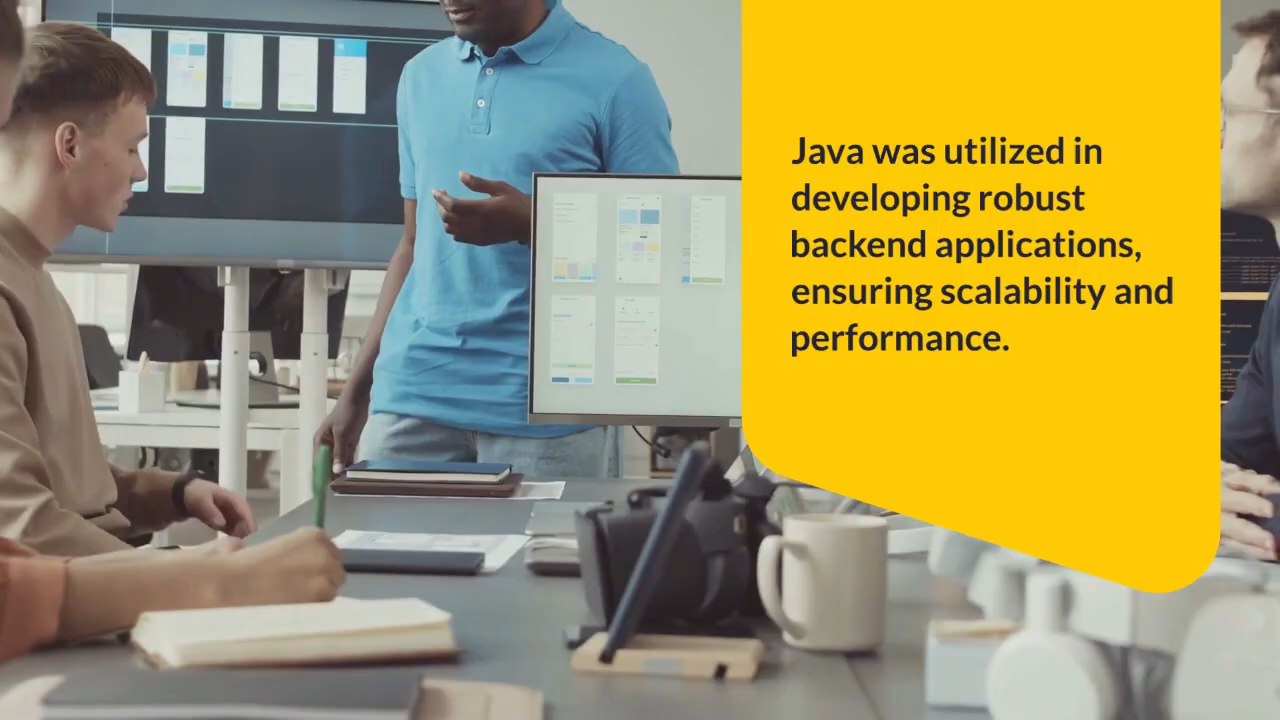 Java was utilized in
developing robust
backend applications,
ensuring scalability and
performance.